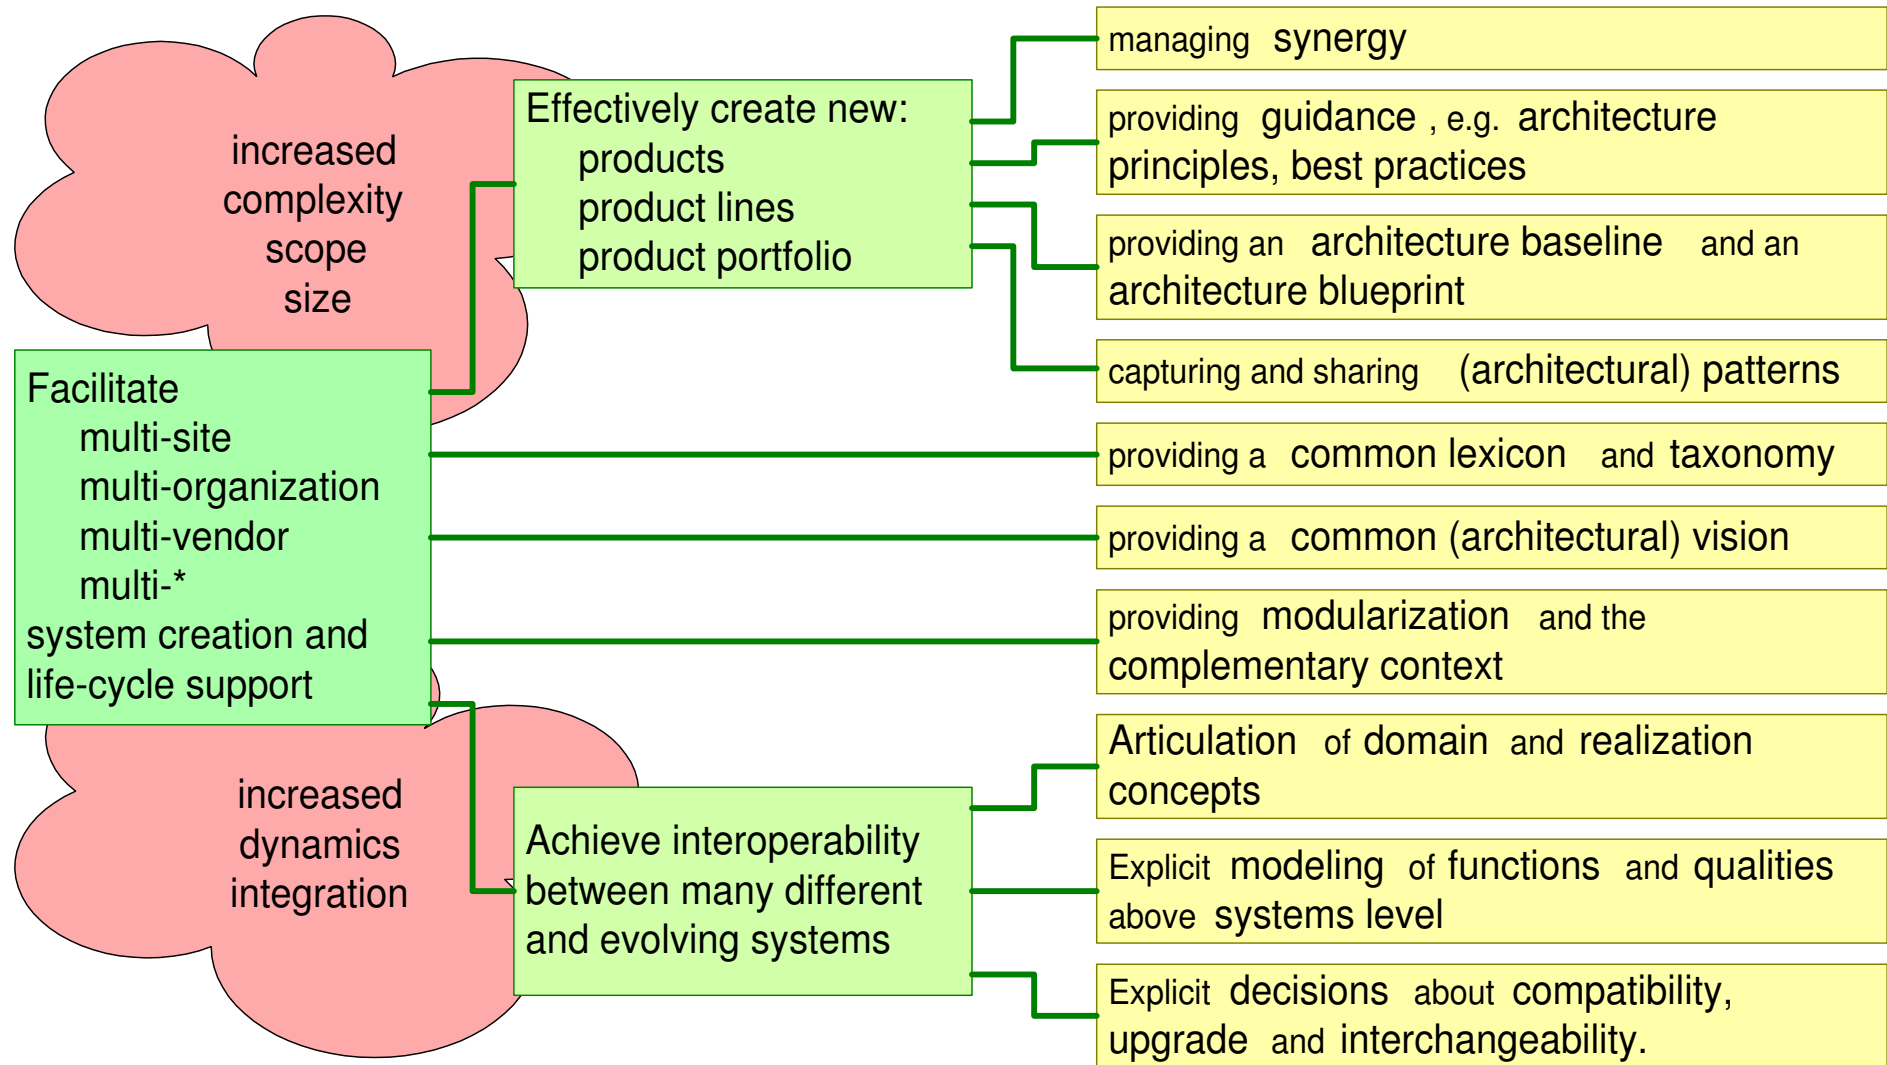 increased
complexity
scope
size
Facilitate
multi-site
multi-organization
multi-vendor
multi-*
system creation and
life-cycle support
increased
dynamics
integration
Effectively create new:
products
product lines
product portfolio
Achieve interoperability
between many different
and evolving systems
managing synergy
providing guidance , e.g. architecture
principles, best practices
providing an architecture baseline and an
architecture blueprint
capturing and sharing (architectural) patterns
providing a common lexicon and taxonomy
providing a common (architectural) vision
providing modularization and the
complementary context
Articulation of domain and realization
concepts
Explicit modeling of functions and qualities
above systems level
Explicit decisions about compatibility,
upgrade and interchangeability.